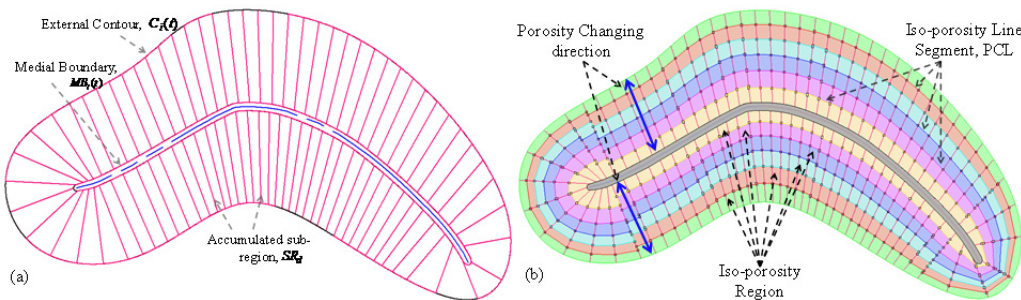 External Contour, C_i(t)
Medial Boundary,
MB_i(t)
Accumulated sub-
region, SR_d
(a)
Porosity Changing
direction
Iso-porosity Line
Segment, PCL
Iso-porosity
Region
(b)